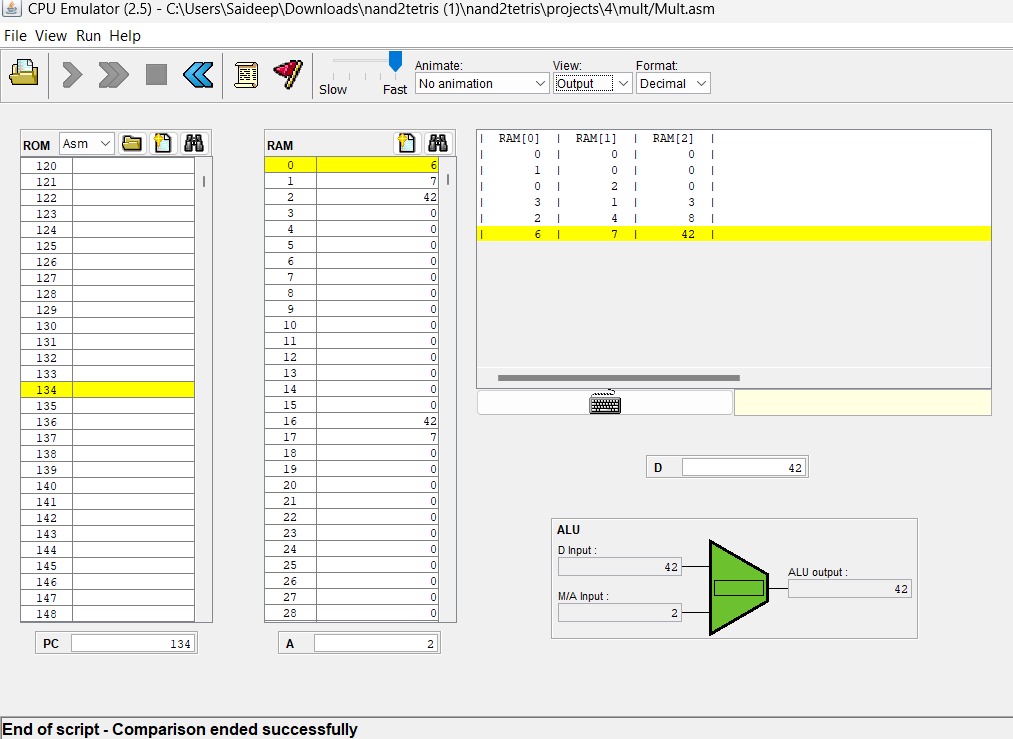 CPU Emulator (2.5) - C:\Users\Saideep\Downloads\nand2tetris (1)\nand2tetris\projects\4\mult/Mult.asm
File View Run Help
Slow Fast
Animate:
No animation
View:
Output
Format:
Decimal
ROM Asm
120
121
122
123
124
125
126
127
128
129
130
131
132
133
134
135
136
137
138
139
140
141
142
143
144
145
146
147
148
PC 134
RAM
0 6
1 7
2 42
3 0
4 0
5 0
6 0
7 0
8 0
9 0
10 0
11 0
12 0
13 0
14 0
15 0
16 42
17 7
18 0
19 0
20 0
21 0
22 0
23 0
24 0
25 0
26 0
27 0
28 0
A 2
| RAM[0] | RAM[1] | RAM[2] |
| 0 | 0 | 0 |
| 1 | 0 | 0 |
| 0 | 2 | 0 |
| 3 | 1 | 3 |
| 2 | 4 | 8 |
| 6 | 7 | 42 |
D 42
ALU
D Input :
42
M/A Input :
2
ALU output :
42
End of script - Comparison ended successfully